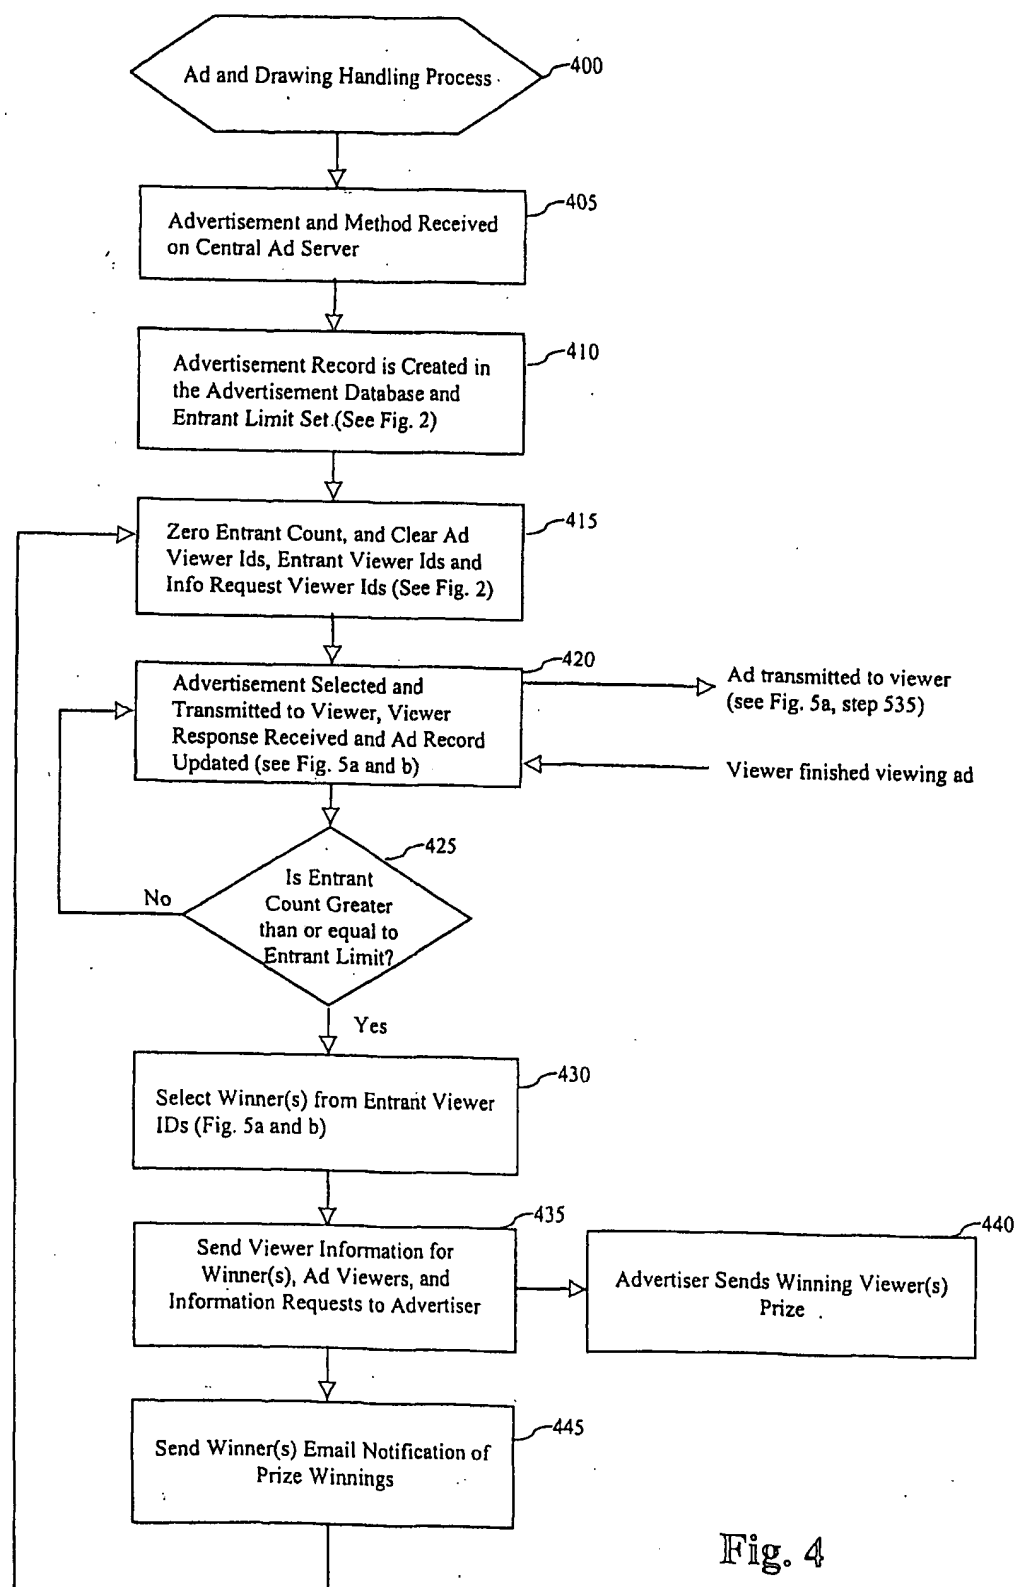 Ad and Drawing Handling Process
400
405
Advertisement and Method Received
on Central Ad Server
410
Advertisement Record is Created in
the Advertisement Database and
Entrant Limit Set.(See Fig. 2)
415
Zero Entrant Count, and Clear Ad
Viewer Ids, Entrant Viewer Ids and
Info Request Viewer Ids (See Fig. 2)
420
Advertisement Selected and
Transmitted to Viewer, Viewer
Response Received and Ad Record
Updated (see Fig. 5a and b)
Ad transmitted to viewer
(see Fig. 5a, step 535)
Viewer finished viewing ad
425
Is Entrant
Count Greater
than or equal to
Entrant Limit?
No
Yes
430
Select Winner(s) from Entrant Viewer
IDs (Fig. 5a and b)
435
Send Viewer Information for
Winner(s), Ad Viewers, and
Information Requests to Advertiser
440
Advertiser Sends Winning Viewer(s)
Prize
445
Send Winner(s) Email Notification of
Prize Winnings
Fig. 4